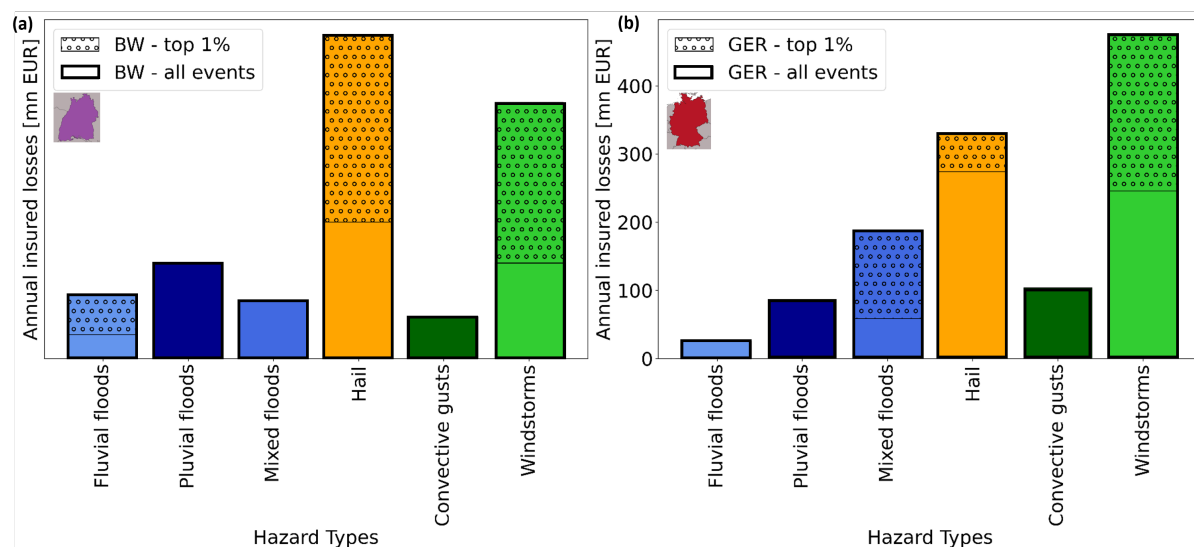 (a)
BW - top 1%
BW - all events
Annual insured losses [mn EUR]
Fluvial floods
Pluvial floods
Mixed floods
Hail
Convective gusts
Windstorms
Hazard Types
(b)
GER - top 1%
GER - all events
Annual insured losses [mn EUR]
400
300
200
100
0
Fluvial floods
Pluvial floods
Mixed floods
Hail
Convective gusts
Windstorms
Hazard Types